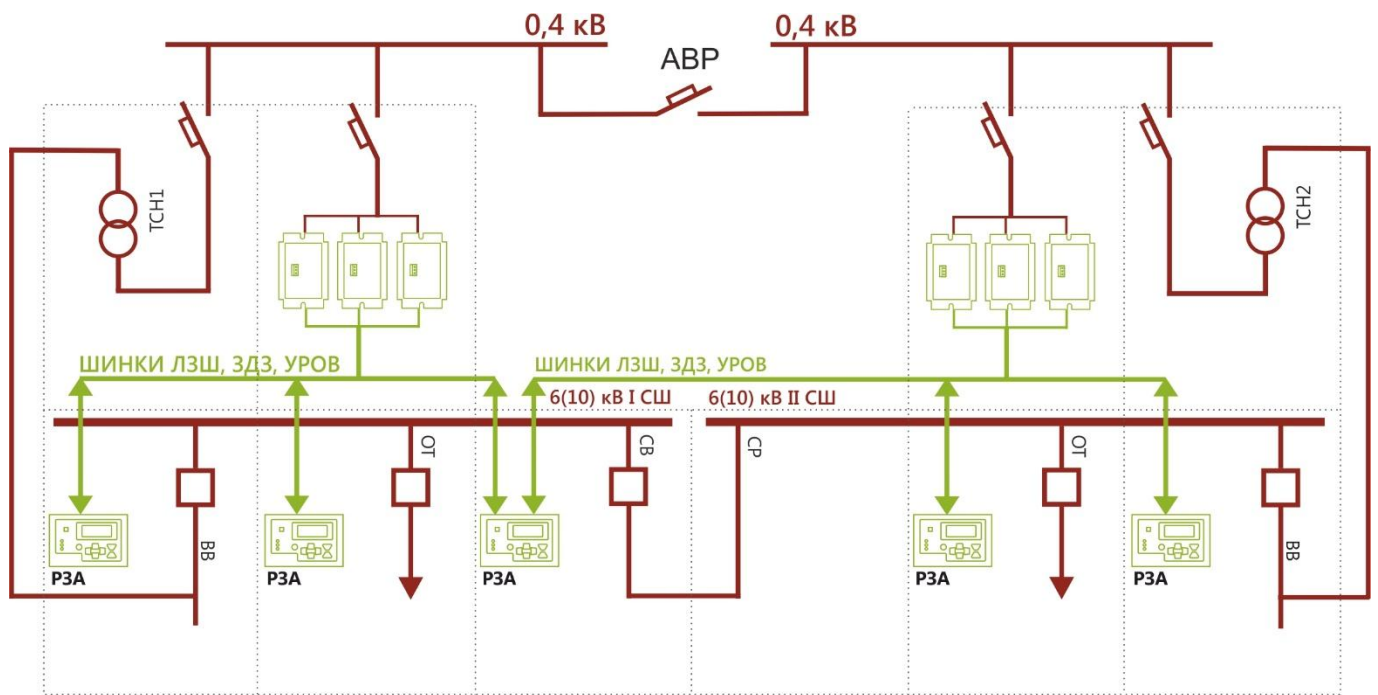 0,4 кВ
0,4 кВ
АВР
ТСН1
ТСН2
ШИНКИ ЛЗШ, ЗДЗ, УРОВ
ШИНКИ ЛЗШ, ЗДЗ, УРОВ
6(10) кВ I СШ
6(10) кВ II СШ
ОТ
СВ
СР
ОТ
ВВ
ВВ
РЗА
РЗА
РЗА
РЗА
РЗА